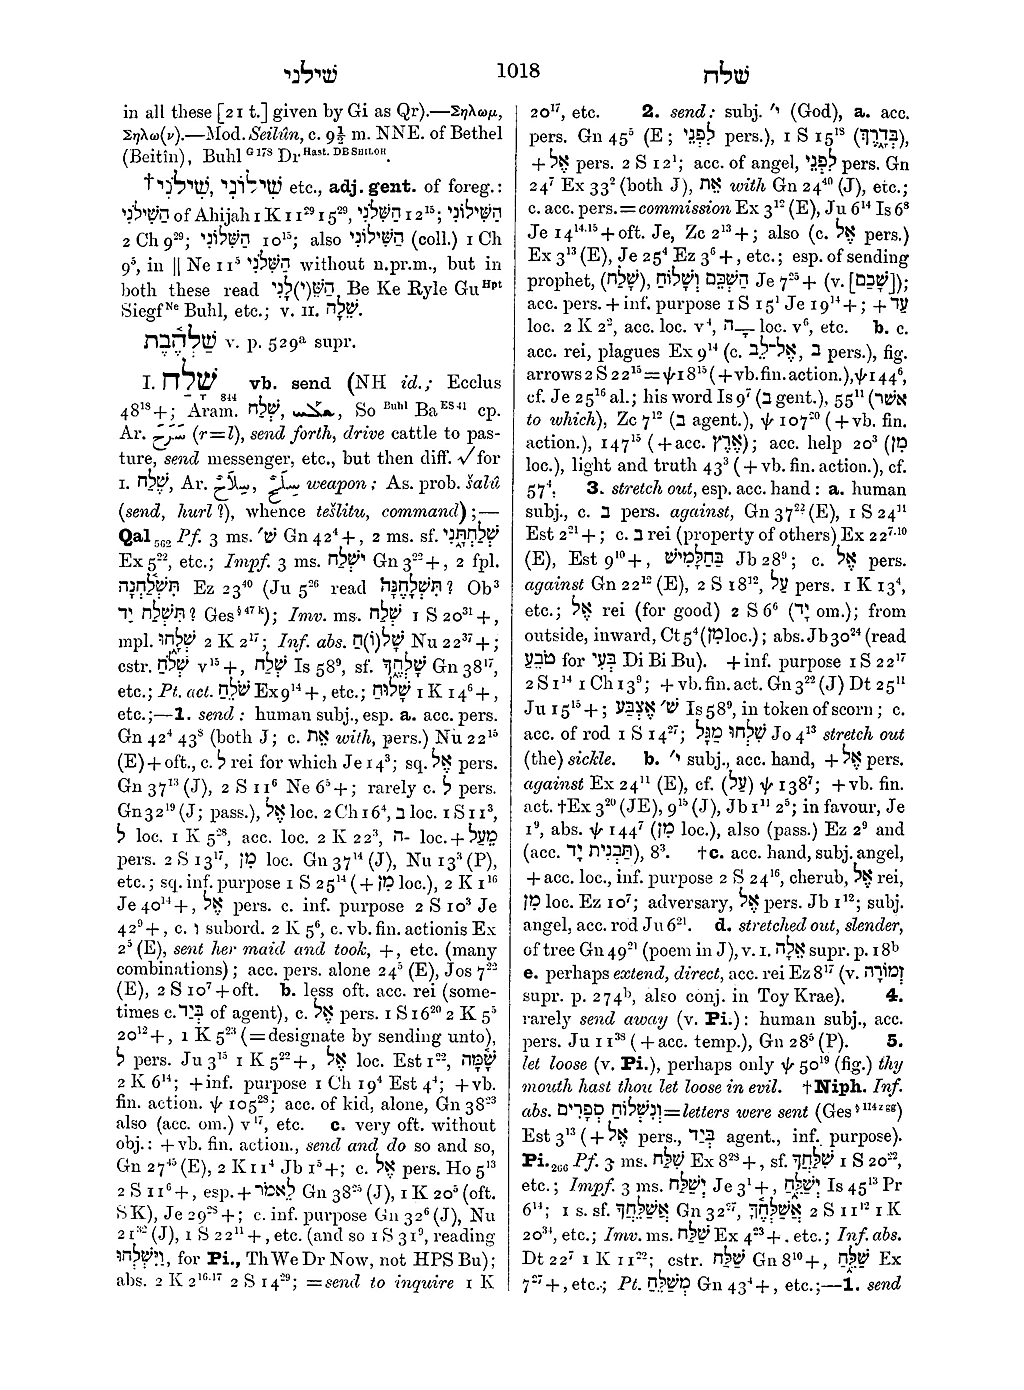 שׁילני
1018
שׁלח
in all these [21 t.] given by Gi as Qr).—Σηλωμ,
Σηλω(ν).—Mod. Seilûn, c. 9½ m. NNE. of Bethel
(Beitîn), Buhl G 178 Dr Hast. DB SHILOH.
†שִׁילֹנִי, שִׁילוֹנִי etc., adj. gent. of foreg.:
הַשִּׁילֹנִי of Ahijah 1 K 11²⁹ 15²⁹, הַשִּׁלֹנִי 12¹⁵; הַשִּׁילוֹנִי
2 Ch 9²⁹; הַשִּׁלוֹנִי 10¹⁵; also הַשִּׁילוֹנִי (coll.) 1 Ch
9⁵, in || Ne 11⁵ הַשִּׁלֹנִי without n.pr.m., but in
both these read הַשֵּׁ(י)לָנִי, Be Ke Ryle Gu Hpt
Siegf Ne Buhl, etc.; v. II. שֵׁלָה.
שַׁלְהֶבֶת v. p. 529ᵃ supr.
I. שָׁלַח 844 vb. send (NH id.; Ecclus
48¹⁸ +; Aram. שְׁלַח, So Buhl Ba ES 41 cp.
Ar. (r=l), send forth, drive cattle to pas-
ture, send messenger, etc., but then diff. √ for
I. שֶׁלַח, Ar. weapon; As. prob. šalû
(send, hurl?), whence tešlîtu, command);—
Qal 562 Pf. 3 ms. שׁ׳ Gn 42⁴ +, 2 ms. sf. שְׁלַחְתָּנִי
Ex 5²², etc.; Impf. 3 ms. יִשְׁלַח Gn 3²² +, 2 fpl.
תִּשְׁלַחְנָה Ez 23⁴⁰ (Ju 5²⁶ read תִּשְׁלָחֶנָּה? Ob³
תִּשְׁלַח יָד? Ges § 47 k); Imv. ms. שְׁלַח 1 S 20³¹ +,
mpl. שִׁלְחוּ 2 K 2¹⁷; Inf. abs. שָׁל(וֹ)חַ Nu 22³⁷ +;
cstr. שְׁלֹחַ v¹⁵ +, שְׁלַח Is 58⁹, sf. שָׁלְחֲךָ Gn 38¹⁷,
etc.; Pt. act. שֹׁלֵחַ Ex 9¹⁴ +, etc.; שָׁלוּחַ 1 K 14⁶ +,
etc.;—1. send: human subj., esp. a. acc. pers.
Gn 42⁴ 43⁸ (both J; c. אֵת with, pers.) Nu 22¹⁵
(E) + oft., c. לְ rei for which Je 14³; sq. אֶל pers.
Gn 37¹³ (J), 2 S 11⁶ Ne 6⁵ +; rarely c. לְ pers.
Gn 32¹⁹ (J; pass.), אֶל loc. 2 Ch 16⁴, בְּ loc. 1 S 11³,
לְ loc. 1 K 5²⁸, acc. loc. 2 K 22³, ־ה loc. + מֵעַל
pers. 2 S 13¹⁷, מִן loc. Gn 37¹⁴ (J), Nu 13³ (P),
etc.; sq. inf. purpose 1 S 25¹⁴ (+ מִן loc.), 2 K 1¹⁶
Je 40¹⁴ +, אֶל pers. c. inf. purpose 2 S 10³ Je
42⁹ +, c. וְ subord. 2 K 5⁶, c. vb. fin. actionis Ex
2⁵ (E), sent her maid and took, +, etc. (many
combinations); acc. pers. alone 24⁵ (E), Jos 7²²
(E), 2 S 10⁷ + oft. b. less oft. acc. rei (some-
times c. בְּיַד of agent), c. אֶל pers. 1 S 16²⁰ 2 K 5⁵
20¹² +, 1 K 5²³ (= designate by sending unto),
לְ pers. Ju 3¹⁵ 1 K 5²² +, אֶל loc. Est 1²², שָׁמָּה
2 K 6¹⁴; + inf. purpose 1 Ch 19⁴ Est 4⁴; + vb.
fin. action. ψ 105²⁸; acc. of kid, alone, Gn 38²³
also (acc. om.) v¹⁷, etc. c. very oft. without
obj.: + vb. fin. action., send and do so and so,
Gn 27⁴⁵ (E), 2 K 11⁴ Jb 1⁵ +; c. אֶל pers. Ho 5¹³
2 S 11⁶ +, esp. + לֵאמֹר Gn 38²⁵ (J), 1 K 20⁵ (oft.
SK), Je 29²⁸ +; c. inf. purpose Gn 32⁶ (J), Nu
21³² (J), 1 S 22¹¹ +, etc. (and so 1 S 31⁹, reading
וַיִּשְׁלְחוּ, for Pi., Th We Dr Now, not HPS Bu);
abs. 2 K 2¹⁶·¹⁷ 2 S 14²⁹; = send to inquire 1 K
20¹⁷, etc. 2. send: subj. י׳ (God), a. acc.
pers. Gn 45⁵ (E; לִפְנֵי pers.), 1 S 15¹⁸ (בְּדֶרֶךְ),
+ אֶל pers. 2 S 12¹; acc. of angel, לִפְנֵי pers. Gn
24⁷ Ex 33² (both J), אֵת with Gn 24⁴⁰ (J), etc.;
c. acc. pers. = commission Ex 3¹² (E), Ju 6¹⁴ Is 6⁸
Je 14¹⁴·¹⁵ + oft. Je, Zc 2¹³ +; also (c. אֶל pers.)
Ex 3¹³ (E), Je 25⁴ Ez 3⁶ +, etc.; esp. of sending
prophet, (שָׁלֹחַ), הַשְׁכֵּם וְשָׁלוֹחַ Je 7²⁵ + (v. [שָׁכַם]);
acc. pers. + inf. purpose 1 S 15¹ Je 19¹⁴ +; + עַד
loc. 2 K 2², acc. loc. v⁴, ־ָה loc. v⁶, etc. b. c.
acc. rei, plagues Ex 9¹⁴ (c. אֶל־לֵב, בְּ pers.), fig.
arrows 2 S 22¹⁵ = ψ 18¹⁵ (+ vb. fin. action.), ψ 144⁶,
cf. Je 25¹⁶ al.; his word Is 9⁷ (בְּ gent.), 55¹¹ (אשׁר
to which), Zc 7¹² (בְּ agent.), ψ 107²⁰ (+ vb. fin.
action.), 147¹⁵ (+ acc. אֶרֶץ); acc. help 20³ (מִן
loc.), light and truth 43³ (+ vb. fin. action.), cf.
57⁴. 3. stretch out, esp. acc. hand: a. human
subj., c. בְּ pers. against, Gn 37²² (E), 1 S 24¹¹
Est 2²¹ +; c. בְּ rei (property of others) Ex 22⁷·¹⁰
(E), Est 9¹⁰ +, בַּחַלָּמִישׁ Jb 28⁹; c. אֶל pers.
against Gn 22¹² (E), 2 S 18¹², עַל pers. 1 K 13⁴,
etc.; אֶל rei (for good) 2 S 6⁶ (יָד om.); from
outside, inward, Ct 5⁴ (מִן loc.); abs. Jb 30²⁴ (read
טֹבֵעַ for בְּעִי Di Bi Bu). + inf. purpose 1 S 22¹⁷
2 S 1¹⁴ 1 Ch 13⁹; + vb. fin. act. Gn 3²² (J) Dt 25¹¹
Ju 15¹⁵ +; שׁ׳ אֶצְבַּע Is 58⁹, in token of scorn; c.
acc. of rod 1 S 14²⁷; שִׁלְחוּ מַגָּל Jo 4¹³ stretch out
(the) sickle. b. י׳ subj., acc. hand, + אֶל pers.
against Ex 24¹¹ (E), cf. (עַל) ψ 138⁷; + vb. fin.
act. †Ex 3²⁰ (JE), 9¹⁵ (J), Jb 1¹¹ 2⁵; in favour, Je
1⁹, abs. ψ 144⁷ (מִן loc.), also (pass.) Ez 2⁹ and
(acc. תַּבְנִית יָד), 8³. †c. acc. hand, subj. angel,
+ acc. loc., inf. purpose 2 S 24¹⁶, cherub, אֶל rei,
מִן loc. Ez 10⁷; adversary, אֶל pers. Jb 1¹²; subj.
angel, acc. rod Ju 6²¹. d. stretched out, slender,
of tree Gn 49²¹ (poem in J), v. I. אֵלָה supr. p. 18ᵇ
e. perhaps extend, direct, acc. rei Ez 8¹⁷ (v. זְמוֹרָה
supr. p. 274ᵇ, also conj. in Toy Krae). 4.
rarely send away (v. Pi.): human subj., acc.
pers. Ju 11³⁸ (+ acc. temp.), Gn 28⁵ (P). 5.
let loose (v. Pi.), perhaps only ψ 50¹⁹ (fig.) thy
mouth hast thou let loose in evil. †Niph. Inf.
abs. וְנִשְׁלוֹחַ סְפָרִים = letters were sent (Ges § 114 z gg)
Est 3¹³ (+ אֶל pers., בְּיַד agent., inf. purpose).
Pi. 266 Pf. 3 ms. שִׁלַּח Ex 8²⁸ +, sf. שִׁלַּחֲךָ 1 S 20²²,
etc.; Impf. 3 ms. יְשַׁלַּח Je 3¹ +, יְשַׁלֵּחַ Is 45¹³ Pr
6¹⁴; 1 s. sf. אֲשַׁלֵּחֲךָ Gn 32²⁷, אֲשַׁלְּחֶךָּ 2 S 11¹² 1 K
20³⁴, etc.; Imv. ms. שַׁלַּח Ex 4²³ +. etc.; Inf. abs.
Dt 22⁷ 1 K 11²²; cstr. שַׁלַּח Gn 8¹⁰ +, שַׁלֵּחַ Ex
7²⁷ +, etc.; Pt. מְשַׁלֵּחַ Gn 43⁴ +, etc.;—1. send